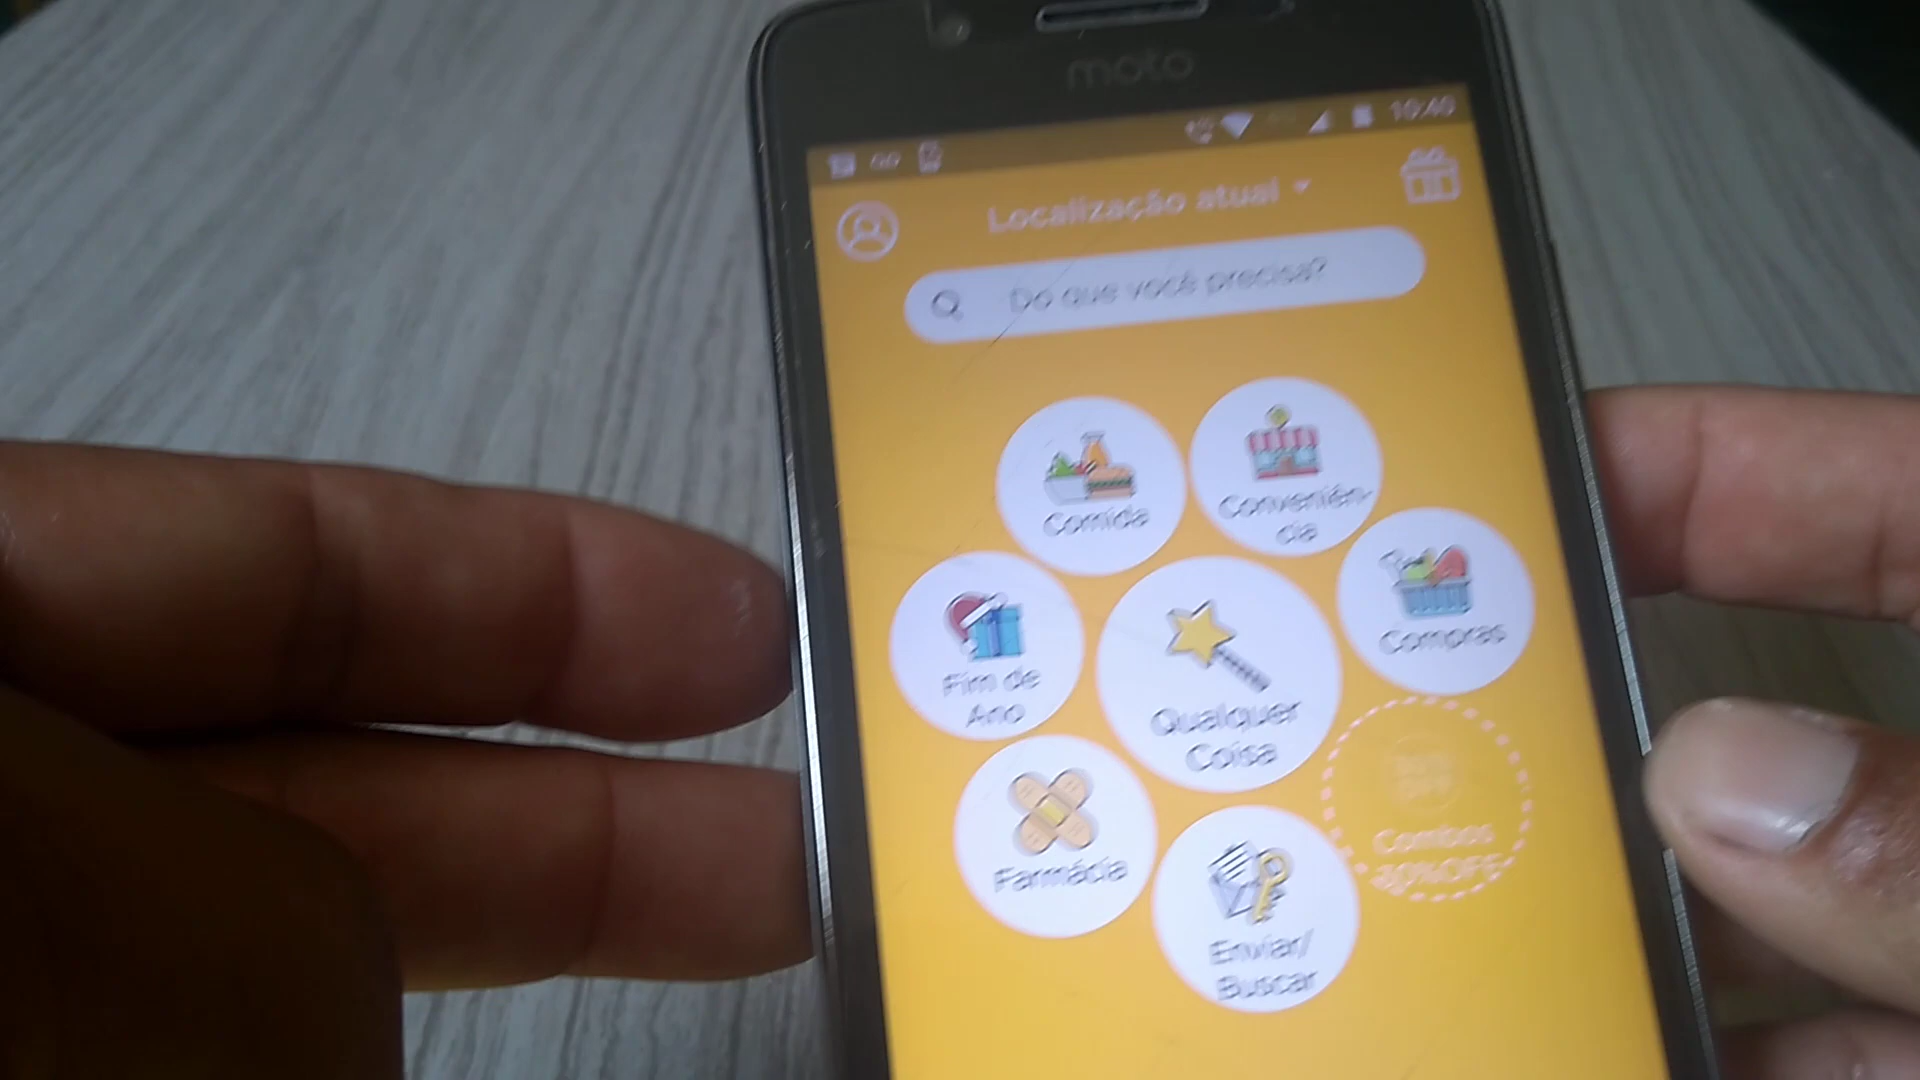 moto
10:40
Localização atual
Do que você precisa?
Comida
Conveniên-
cia
Compras
Fim de
Ano
Qualquer
Coisa
Farmácia
Enviar/
Buscar
Combos